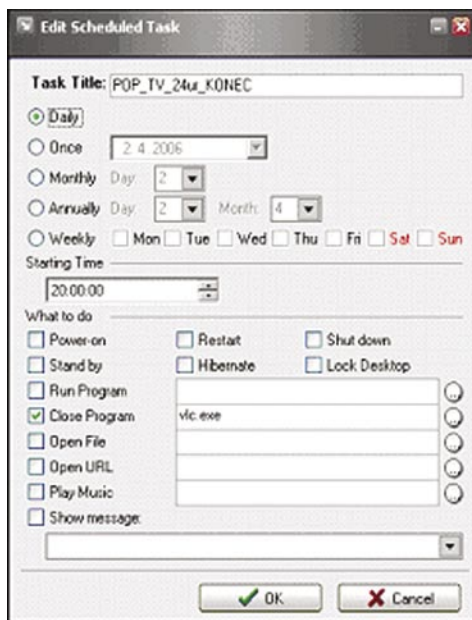 Edit Scheduled Task
Task Title: POP_TV_24ur_KONEC
Daily
Once 2. 4. 2006
Monthly Day: 2
Annually Day: 2 Month: 4
Weekly Mon Tue Wed Thu Fri Sat Sun
Starting Time
20:00:00
What to do
Power-on Restart Shut down
Stand by Hibernate Lock Desktop
Run Program ...
Close Program vlc.exe ...
Open File ...
Open URL ...
Play Music ...
Show message:
OK Cancel